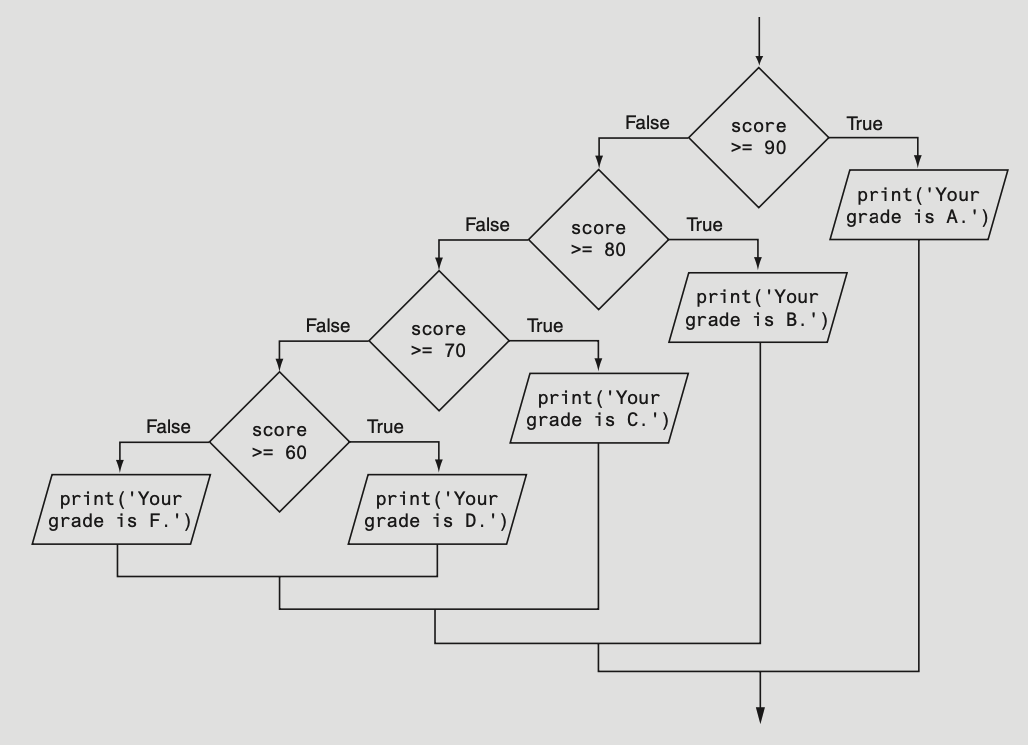 False
score
>= 90
True
print('Your
grade is A.')
False
score
>= 80
True
print('Your
grade is B.')
False
score
>= 70
True
print('Your
grade is C.')
False
score
>= 60
True
print('Your
grade is F.')
print('Your
grade is D.')